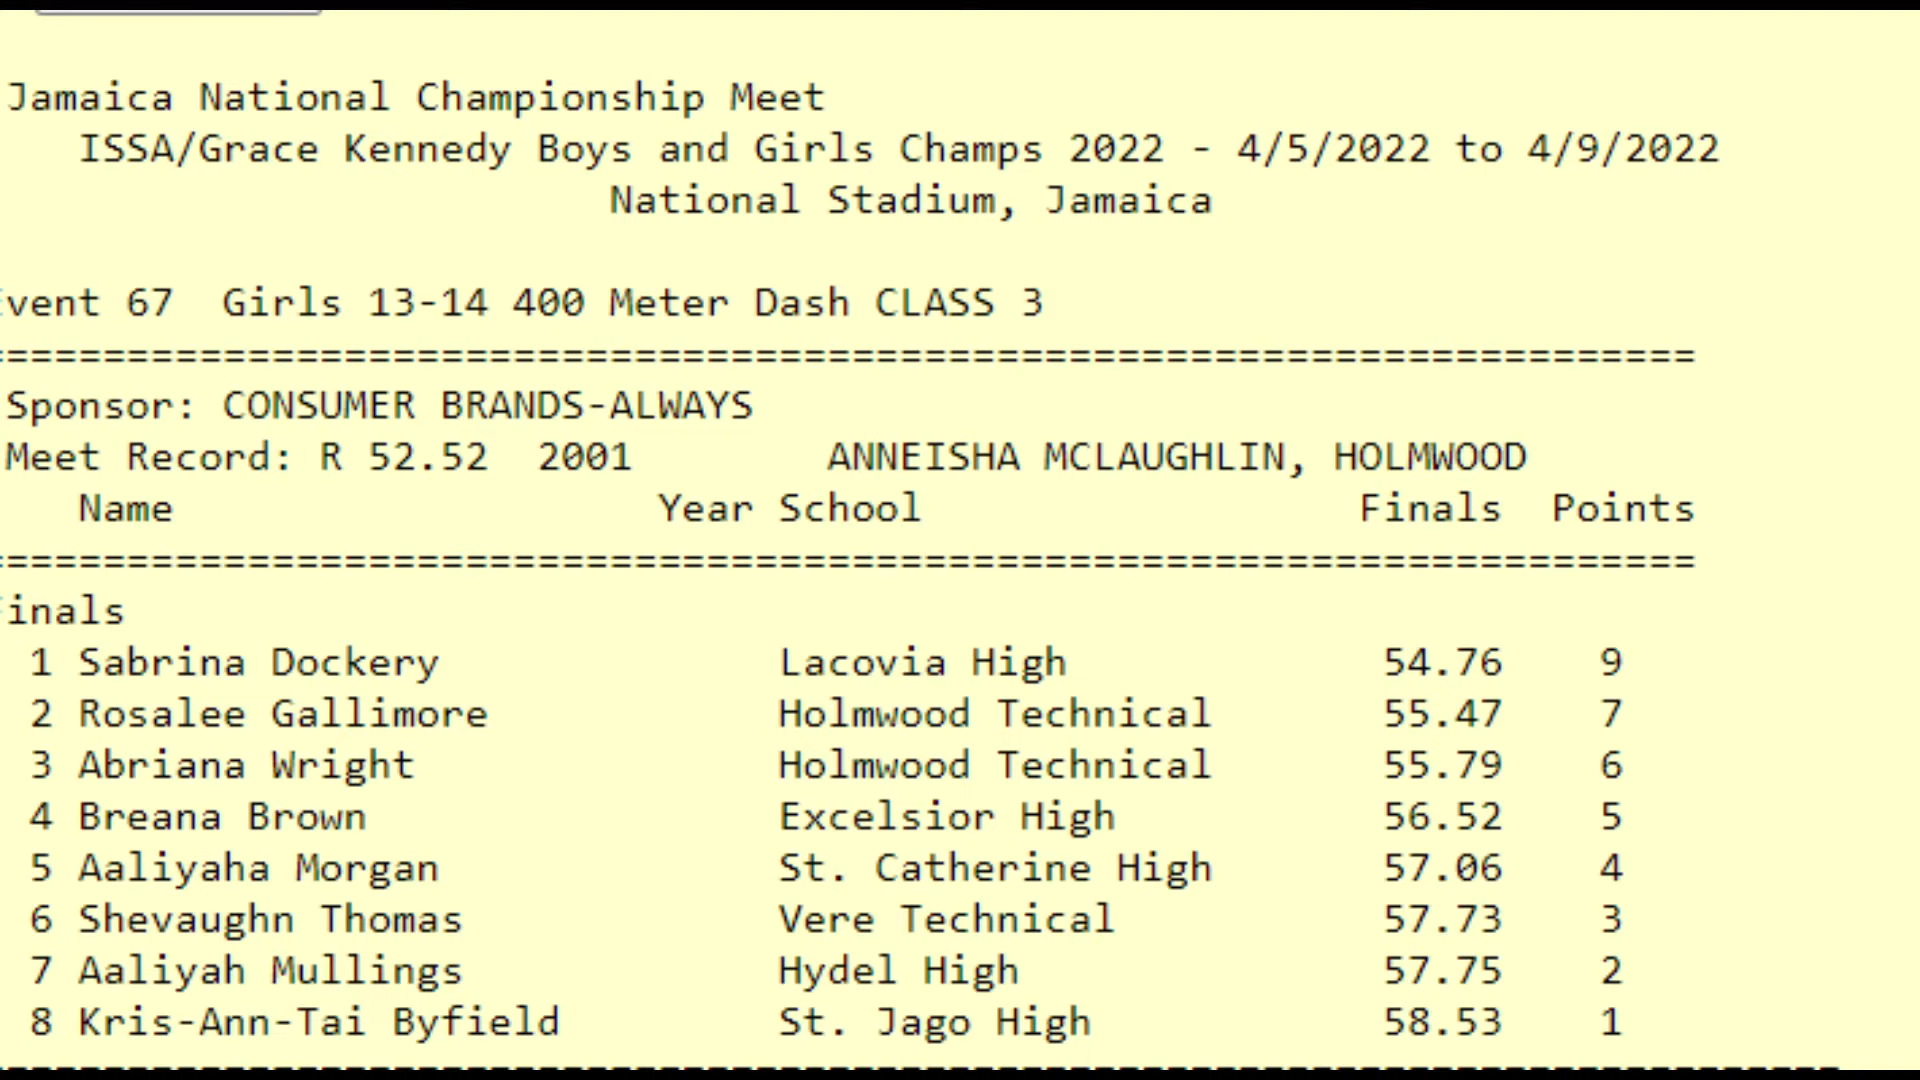 Jamaica National Championship Meet
ISSA/Grace Kennedy Boys and Girls Champs 2022 - 4/5/2022 to 4/9/2022
National Stadium, Jamaica
Event 67 Girls 13-14 400 Meter Dash CLASS 3
=======================================================================
Sponsor: CONSUMER BRANDS-ALWAYS
Meet Record: R 52.52 2001 ANNEISHA MCLAUGHLIN, HOLMWOOD
Name Year School Finals Points
=======================================================================
Finals
1 Sabrina Dockery Lacovia High 54.76 9
2 Rosalee Gallimore Holmwood Technical 55.47 7
3 Abriana Wright Holmwood Technical 55.79 6
4 Breana Brown Excelsior High 56.52 5
5 Aaliyaha Morgan St. Catherine High 57.06 4
6 Shevaughn Thomas Vere Technical 57.73 3
7 Aaliyah Mullings Hydel High 57.75 2
8 Kris-Ann-Tai Byfield St. Jago High 58.53 1